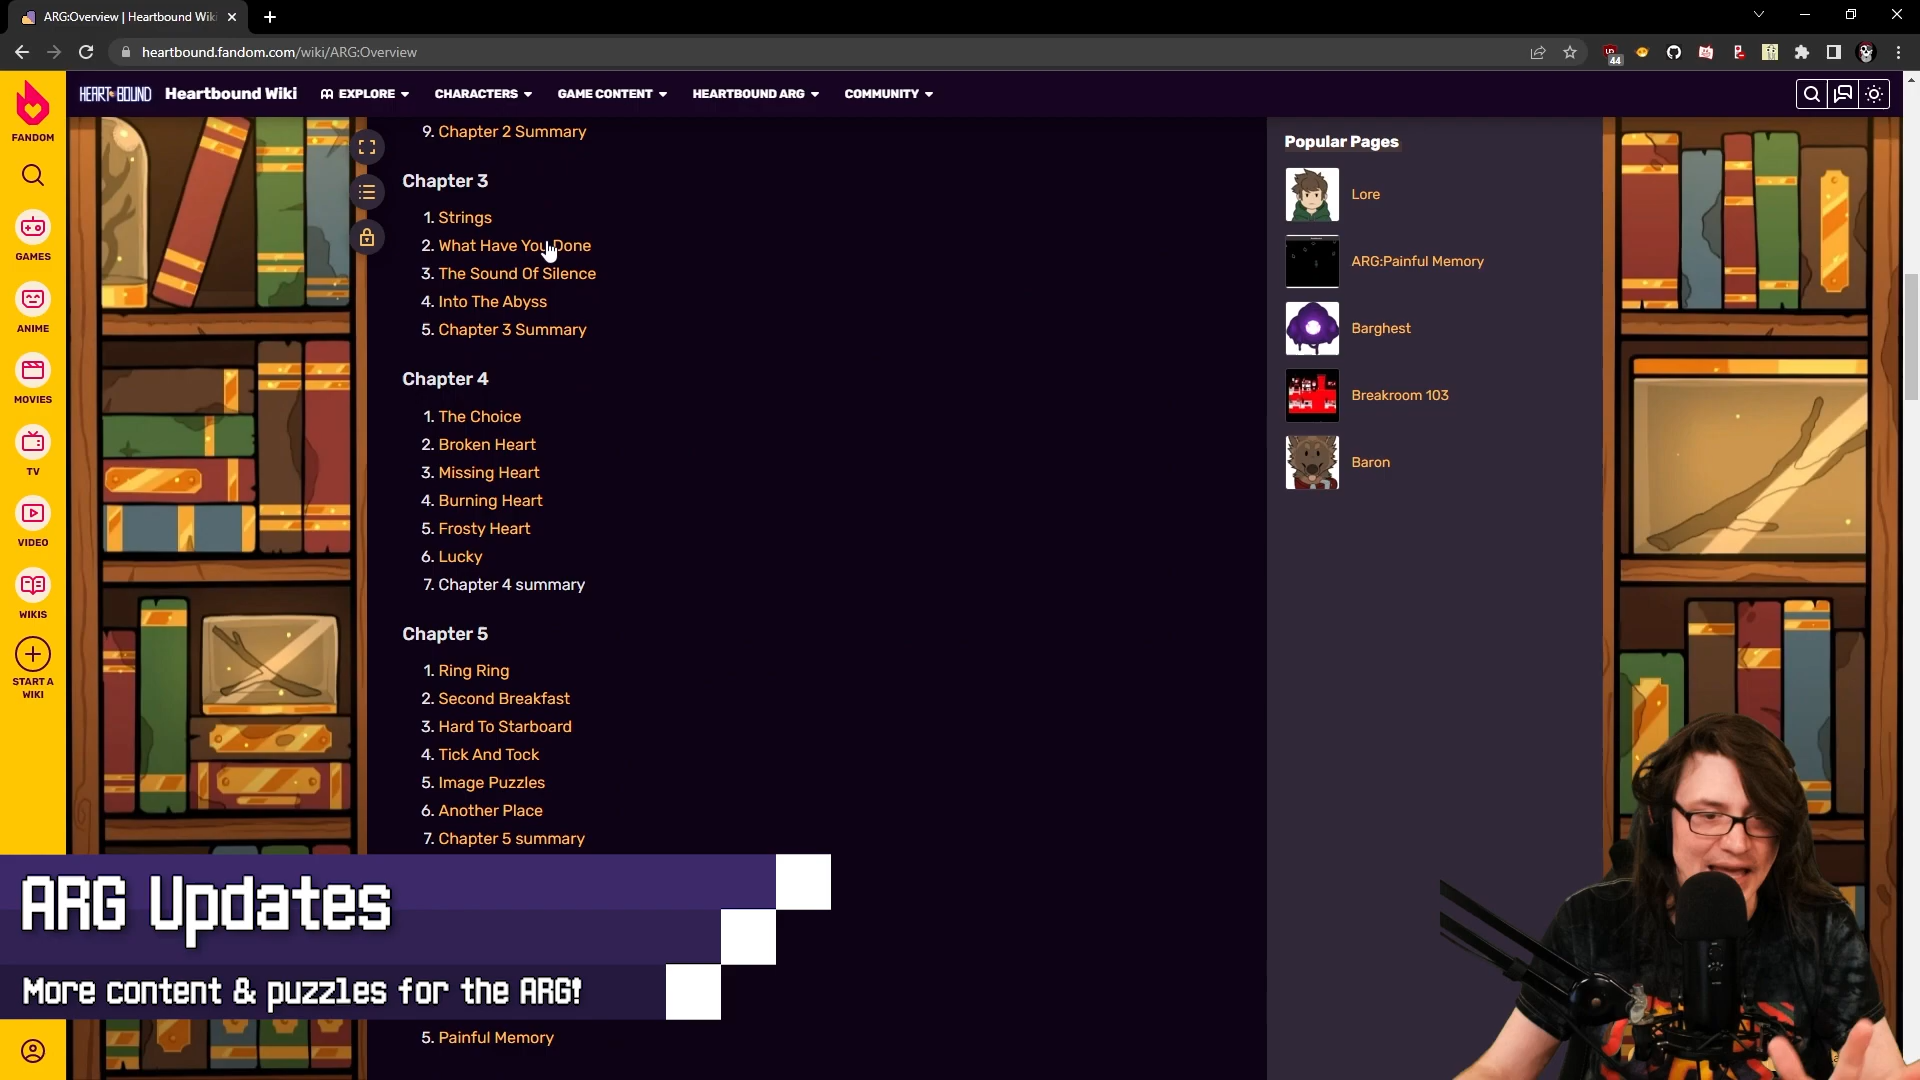 ARG:Overview | Heartbound Wiki
heartbound.fandom.com/wiki/ARG:Overview
44
FANDOM
GAMES
ANIME
MOVIES
TV
VIDEO
WIKIS
START A
WIKI
HEART BOUND
Heartbound Wiki
EXPLORE
CHARACTERS
GAME CONTENT
HEARTBOUND ARG
COMMUNITY
9. Chapter 2 Summary
Chapter 3
1. Strings
2. What Have You Done
3. The Sound Of Silence
4. Into The Abyss
5. Chapter 3 Summary
Chapter 4
1. The Choice
2. Broken Heart
3. Missing Heart
4. Burning Heart
5. Frosty Heart
6. Lucky
7. Chapter 4 summary
Chapter 5
1. Ring Ring
2. Second Breakfast
3. Hard To Starboard
4. Tick And Tock
5. Image Puzzles
6. Another Place
7. Chapter 5 summary
5. Painful Memory
Popular Pages
Lore
ARG:Painful Memory
Barghest
Breakroom 103
Baron
ARG Updates
More content & puzzles for the ARG!